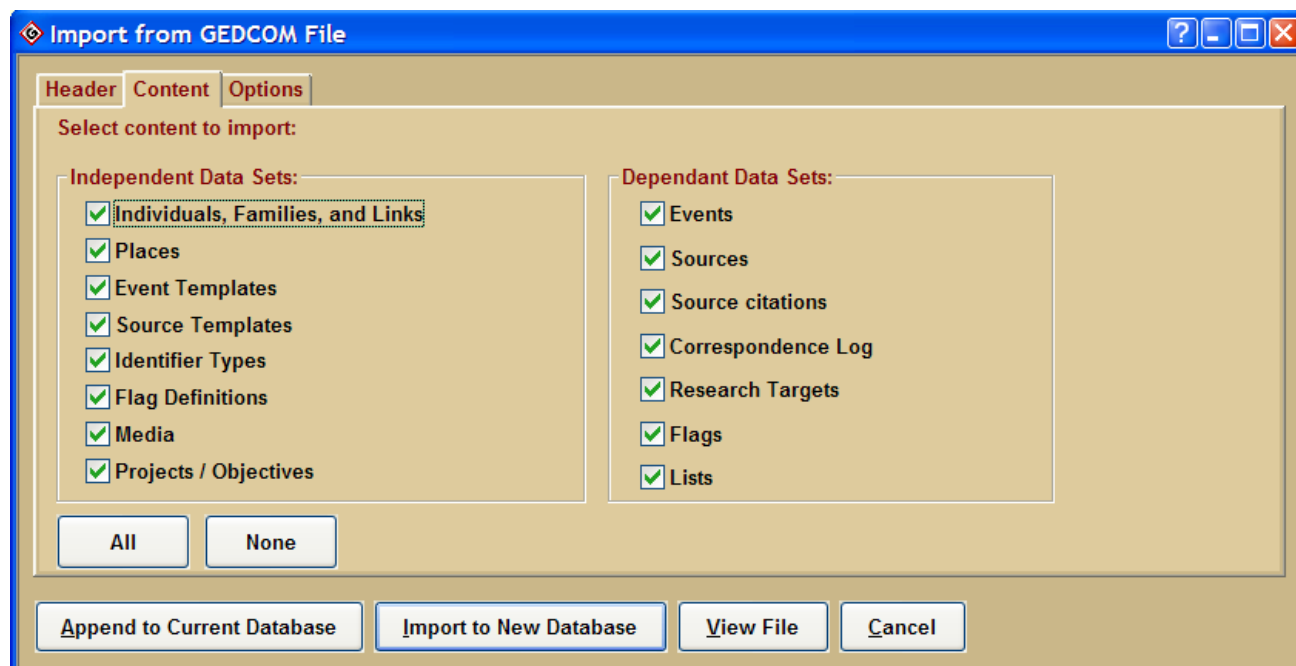 Import from GEDCOM File
Header Content Options
Select content to import:
Independent Data Sets:
Individuals, Families, and Links
Places
Event Templates
Source Templates
Identifier Types
Flag Definitions
Media
Projects / Objectives
Dependant Data Sets:
Events
Sources
Source citations
Correspondence Log
Research Targets
Flags
Lists
All None
Append to Current Database Import to New Database View File Cancel